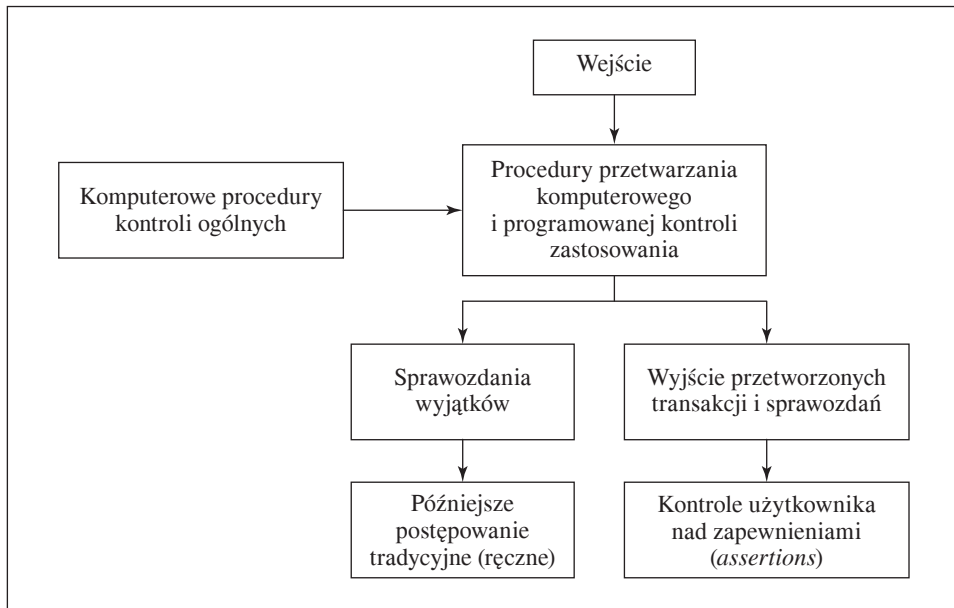 Wejście
Komputerowe procedury
kontroli ogólnych
Procedury przetwarzania
komputerowego
i programowanej kontroli
zastosowania
Sprawozdania
wyjątków
Wyjście przetworzonych
transakcji i sprawozdań
Późniejsze
postępowanie
tradycyjne (ręczne)
Kontrole użytkownika
nad zapewnieniami
(assertions)